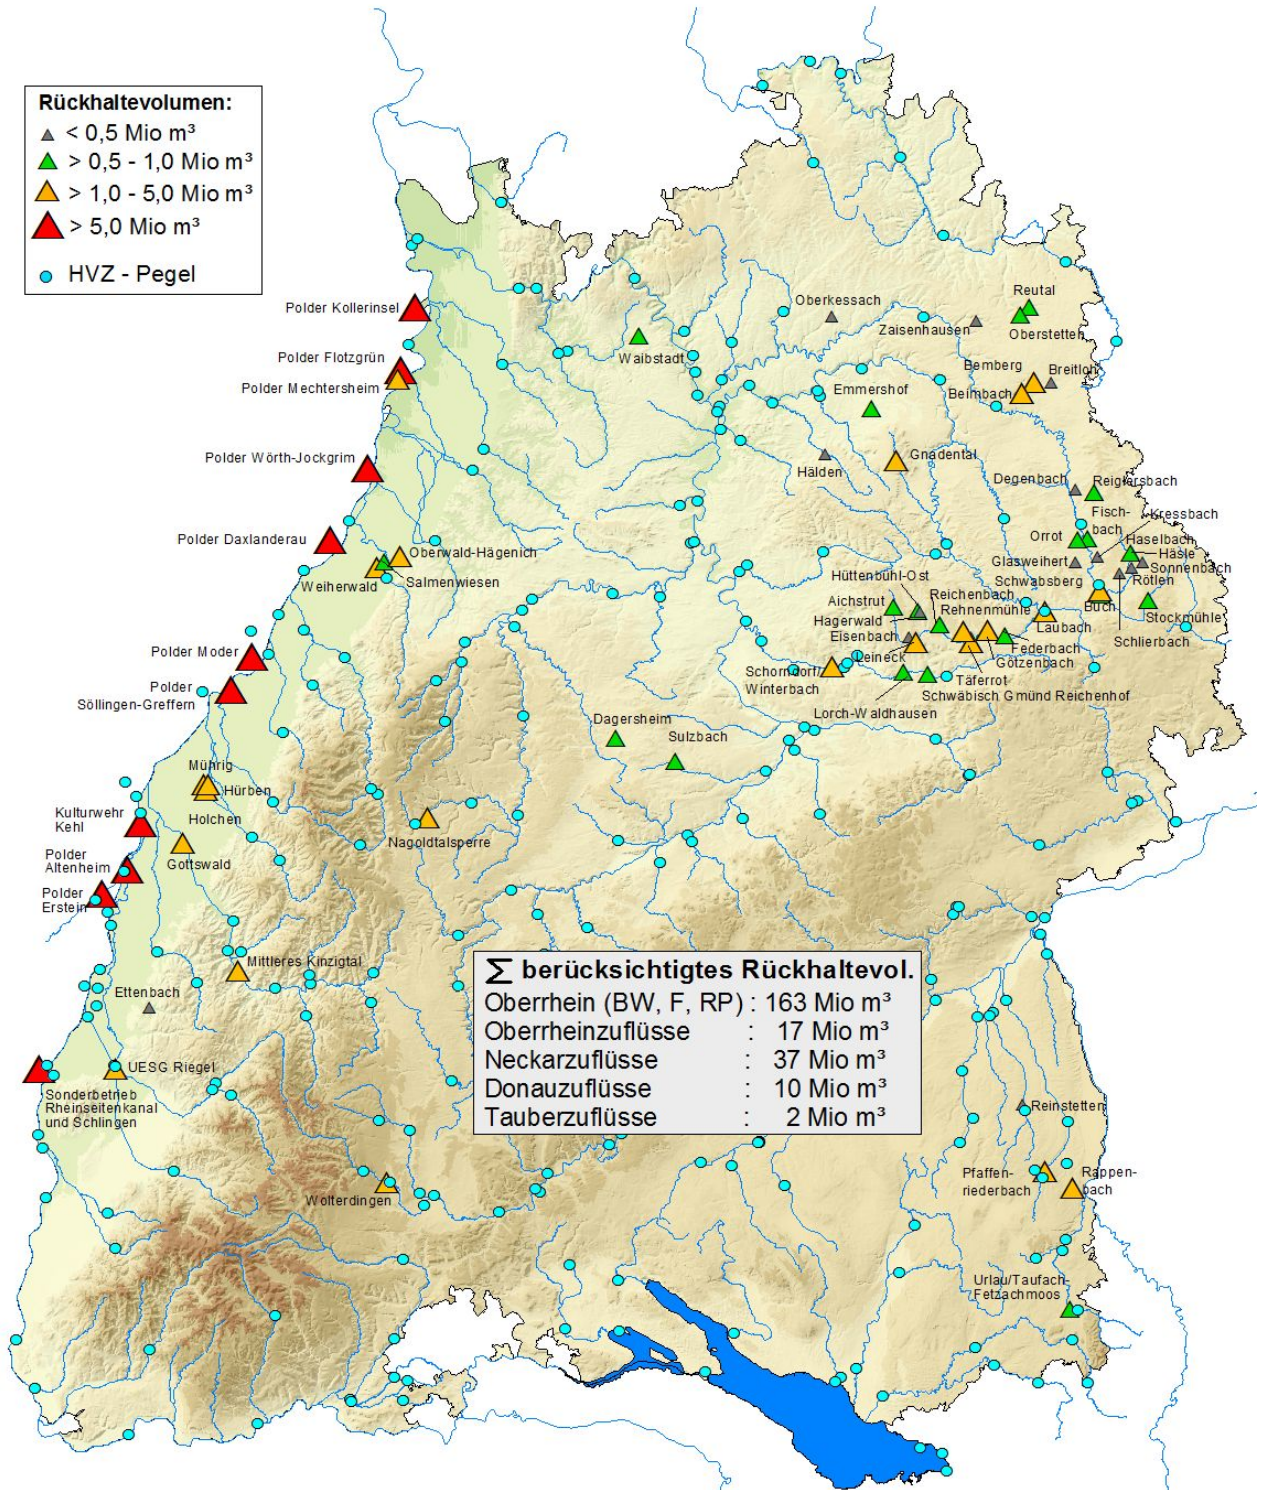 Rückhaltevolumen:
< 0,5 Mio m³
> 0,5 - 1,0 Mio m³
> 1,0 - 5,0 Mio m³
> 5,0 Mio m³
HVZ - Pegel
Polder Kollerinsel
Polder Flotzgrün
Polder Mechtersheim
Polder Wörth-Jockgrim
Polder Daxlanderau
Oberwald-Hägenich
Weiherwald
Salmenwiesen
Polder Moder
Polder
Söllingen-Greffern
Mührig
Hürben
Holchen
Kulturwehr
Kehl
Gottswald
Polder
Altenheim
Polder
Erstein
Nagoldtalsperre
Mittleres Kinzigtal
Ettenbach
UESG Riegel
Sonderbetrieb
Rheinseitenkanal
und Schlingen
Wolterdingen
Waibstadt
Oberkessach
Zaisenhausen
Reutal
Oberstetten
Bemberg
Breitloh
Beimbach
Emmershof
Gnadental
Hälden
Degenbach
Reiglersbach
Fisch-
bach
Kressbach
Orrot
Haselbach
Häsle
Glasweihert
Sonnenbach
Rötlen
Schwabsberg
Buch
Stockmühle
Schlierbach
Laubach
Hüttenbühl-Ost
Reichenbach
Aichstrut
Rehnenmühle
Hagerwald
Eisenbach
Federbach
Leineck
Götzenbach
Täferrot
Schorndorf/
Winterbach
Schwäbisch Gmünd Reichenhof
Lorch-Waldhausen
Dagersheim
Sulzbach
∑ berücksichtigtes Rückhaltevol.
Oberrhein (BW, F, RP) : 163 Mio m³
Oberrheinzuflüsse : 17 Mio m³
Neckarzuflüsse : 37 Mio m³
Donauzuflüsse : 10 Mio m³
Tauberzuflüsse : 2 Mio m³
Reinstetten
Pfaffen-
riederbach
Rappen-
bach
Urlau/Taufach-
Fetzachmoos